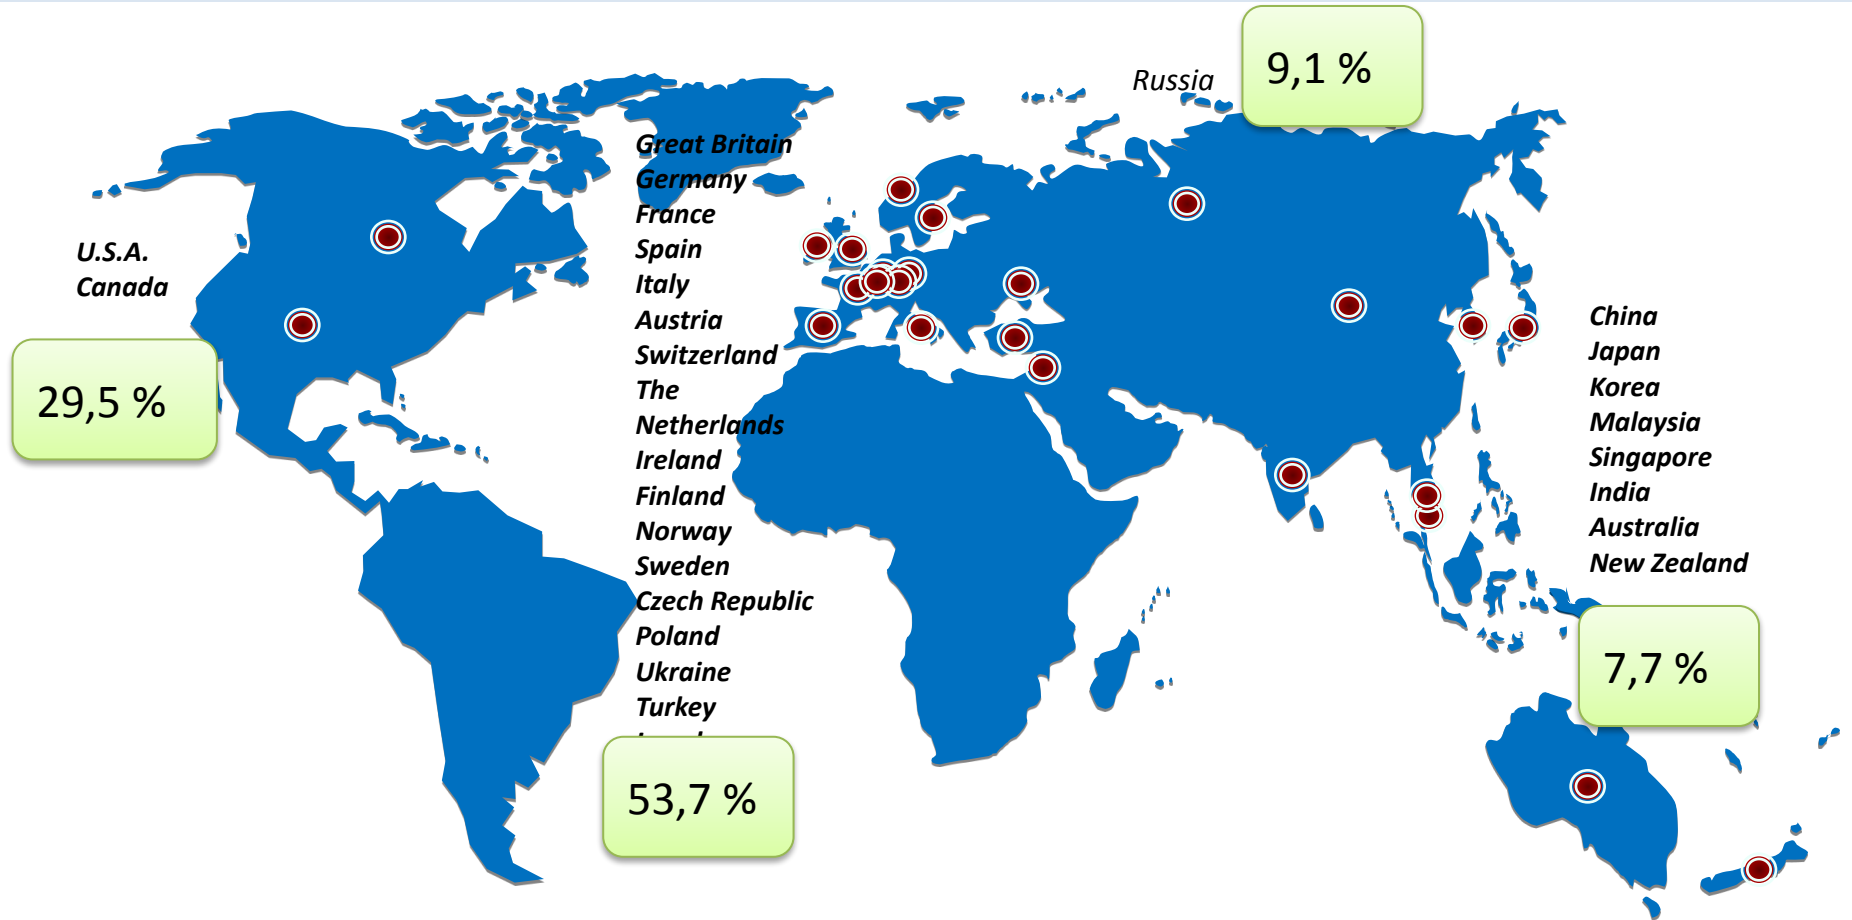 Russia
9,1 %
U.S.A.
Canada
29,5 %
Great Britain
Germany
France
Spain
Italy
Austria
Switzerland
The
Netherlands
Ireland
Finland
Norway
Sweden
Czech Republic
Poland
Ukraine
Turkey
53,7 %
China
Japan
Korea
Malaysia
Singapore
India
Australia
New Zealand
7,7 %